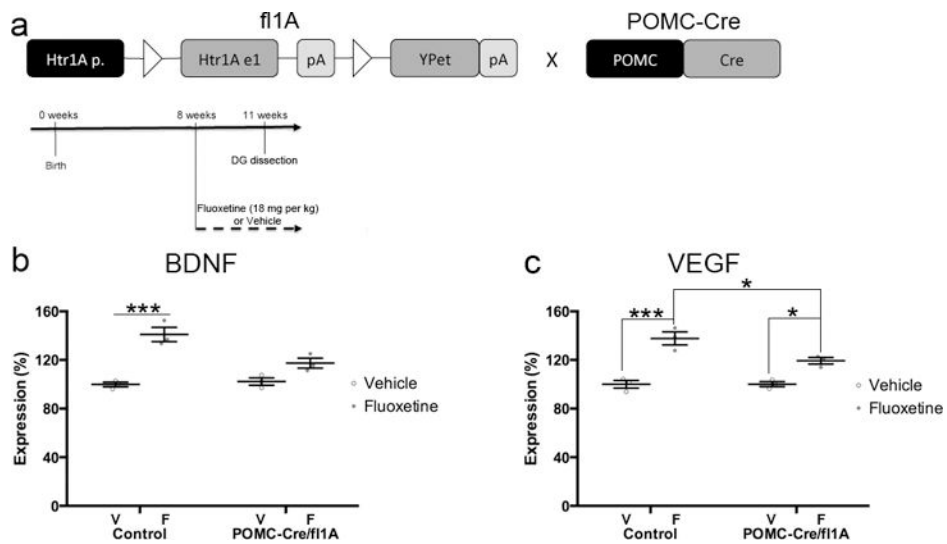 a
fl1A
POMC-Cre
Htr1A p.
Htr1A e1
pA
YPet
pA
X
POMC
Cre
0 weeks
8 weeks
11 weeks
Birth
DG dissection
Fluoxetine (18 mg per kg)
or Vehicle
b
BDNF
***
Expression (%)
160
120
80
40
0
V
F
V
F
Control
POMC-Cre/fl1A
Vehicle
Fluoxetine
c
VEGF
***
*
*
Expression (%)
160
120
80
40
0
V
F
V
F
Control
POMC-Cre/fl1A
Vehicle
Fluoxetine